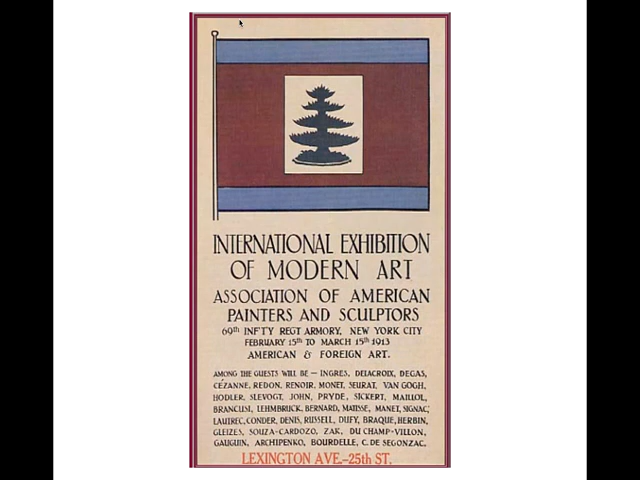 INTERNATIONAL EXHIBITION
OF MODERN ART
ASSOCIATION OF AMERICAN
PAINTERS AND SCULPTORS
69th INF'TY REGT ARMORY, NEW YORK CITY
FEBRUARY 15th TO MARCH 15th 1913
AMERICAN & FOREIGN ART.
AMONG THE GUESTS WILL BE — INGRES, DELACROIX, DEGAS,
CÉZANNE, REDON, RENOIR, MONET, SEURAT, VAN GOGH,
HODLER, SLEVOGT, JOHN, PRYDE, SICKERT, MAILLOL,
BRANCUSI, LEHMBRUCK, BERNARD, MATISSE, MANET, SIGNAC,
LAUTREC, CONDER, DENIS, RUSSELL, DUFY, BRAQUE, HERBIN,
GLEIZES, SOUZA-CARDOZO, ZAK, DU CHAMP-VILLON,
GAUGUIN, ARCHIPENKO, BOURDELLE, C. DE SEGONZAC.
LEXINGTON AVE.-25th ST.